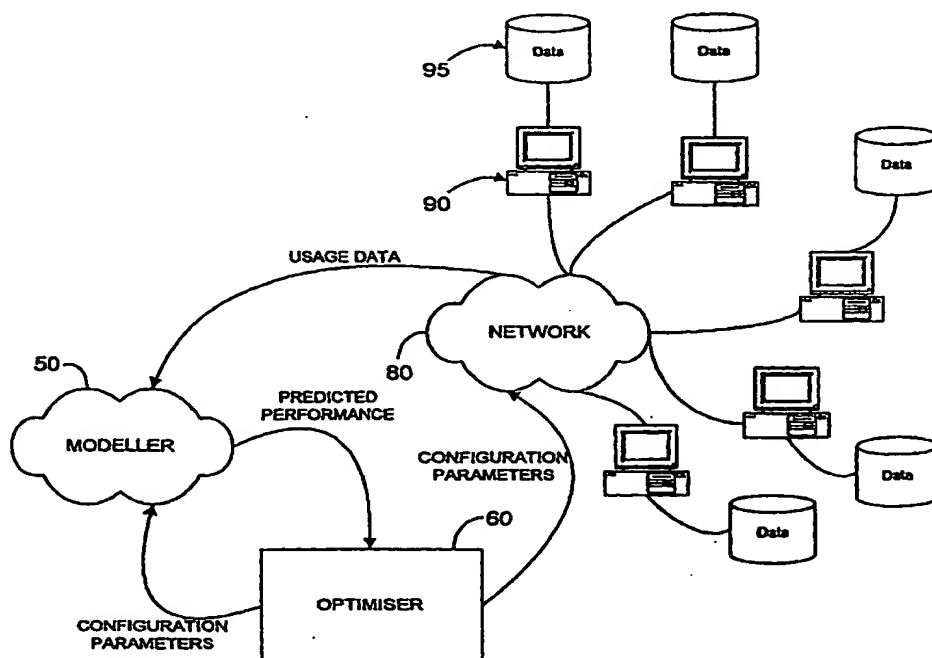 Data
Data
95
Data
90
USAGE DATA
NETWORK
50
80
PREDICTED
PERFORMANCE
MODELLER
CONFIGURATION
PARAMETERS
Data
60
Data
OPTIMISER
CONFIGURATION
PARAMETERS